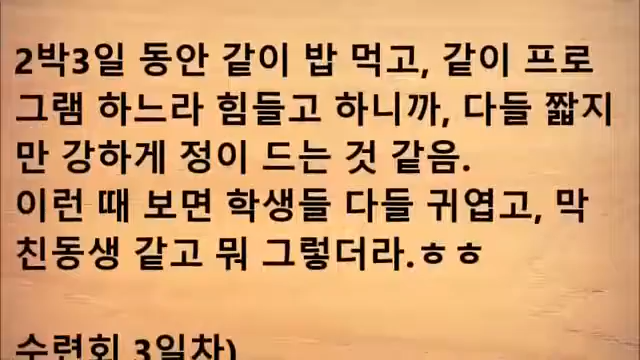 2박3일 동안 같이 밥 먹고, 같이 프로
그램 하느라 힘들고 하니까, 다들 짧지
만 강하게 정이 드는 것 같음.
이런 때 보면 학생들 다들 귀엽고, 막
친동생 같고 뭐 그렇더라.ㅎㅎ
수련회 3일차)